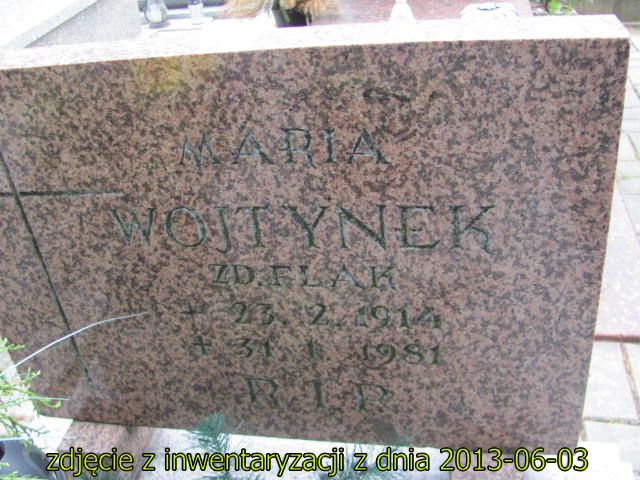 MARIA
WOJTYNEK
ZD. FLAK
+ 23. 2. 1914
+ 31. 1. 1981
R I P
zdjęcie z inwentaryzacji z dnia 2013-06-03